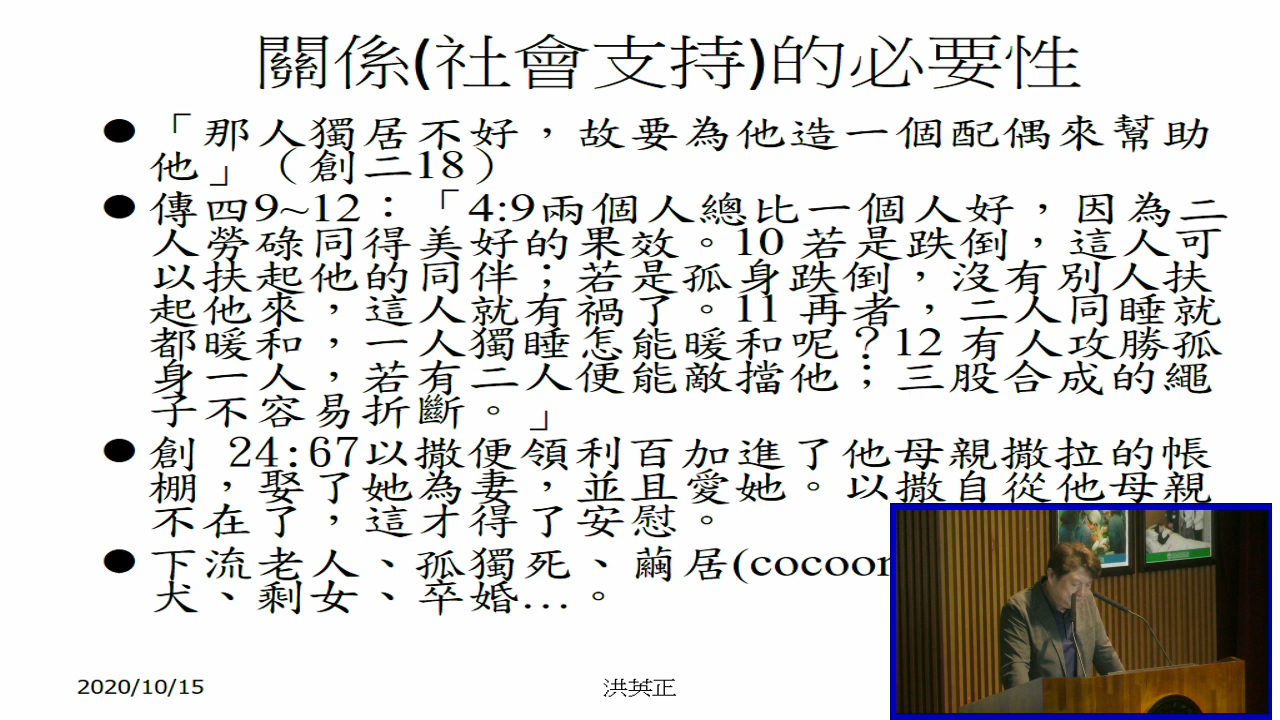 關係(社會支持)的必要性
●「那人獨居不好，故要為他造一個配偶來幫助
他」（創二18）
●傳四9~12：「4:9兩個人總比一個人好，因為二
人勞碌同得美好的果效。10 若是跌倒，這人可
以扶起他的同伴；若是孤身跌倒，沒有別人扶
起他來，這人就有禍了。11 再者，二人同睡就
都暖和，一人獨睡怎能暖和呢？12 有人攻勝孤
身一人，若有二人便能敵擋他；三股合成的繩
子不容易折斷。」
●創 24:67以撒便領利百加進了他母親撒拉的帳
棚，娶了她為妻，並且愛她。以撒自從他母親
不在了，這才得了安慰。
●下流老人、孤獨死、繭居(cocoon
犬、剩女、卒婚…。
2020/10/15
洪英正